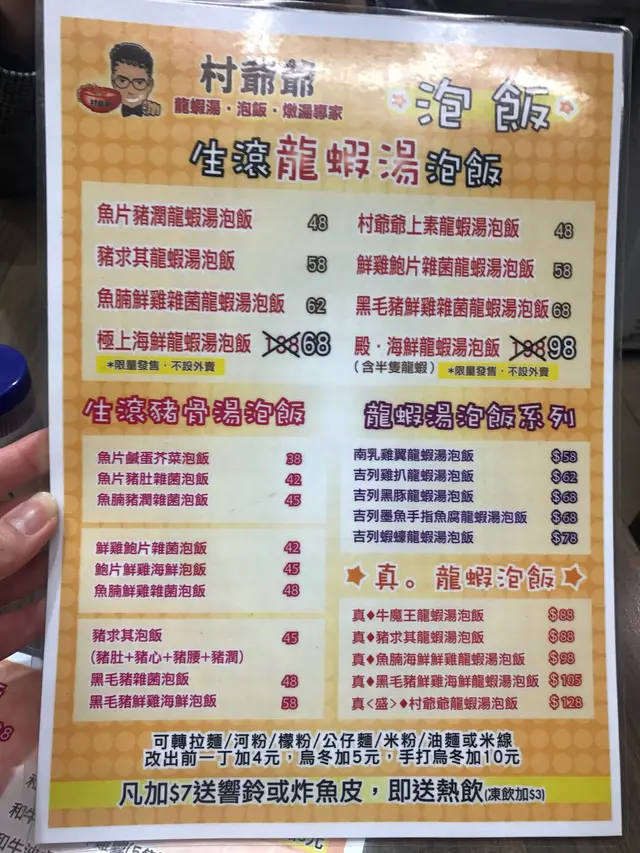 村爺爺
龍蝦湯·泡飯·燉湯專家
泡飯
生滾龍蝦湯泡飯
魚片豬潤龍蝦湯泡飯 48
豬求其龍蝦湯泡飯 58
魚腩鮮雞雜菌龍蝦湯泡飯 62
極上海鮮龍蝦湯泡飯 68
*限量發售·不設外賣
村爺爺上素龍蝦湯泡飯 48
鮮雞鮑片雜菌龍蝦湯泡飯 58
黑毛豬鮮雞雜菌龍蝦湯泡飯 68
殿·海鮮龍蝦湯泡飯 198 98
(含半隻龍蝦) *限量發售·不設外賣
生滾豬骨湯泡飯
魚片鹹蛋芥菜泡飯 38
魚片豬肚雜菌泡飯 42
魚腩豬潤雜菌泡飯 45
鮮雞鮑片雜菌泡飯 42
鮑片鮮雞海鮮泡飯 45
魚腩鮮雞雜菌泡飯 48
豬求其泡飯 45
(豬肚+豬心+豬腰+豬潤)
黑毛豬雜菌泡飯 48
黑毛豬鮮雞海鮮泡飯 58
龍蝦湯泡飯系列
南乳雞翼龍蝦湯泡飯 $58
吉列雞扒龍蝦湯泡飯 $62
吉列黑豚龍蝦湯泡飯 $68
吉列墨魚手指魚腐龍蝦湯泡飯 $68
吉列蝦蠔龍蝦湯泡飯 $78
★真。龍蝦泡飯★
真♦牛魔王龍蝦湯泡飯 $88
真♦豬求其龍蝦湯泡飯 $88
真♦魚腩海鮮鮮雞龍蝦湯泡飯 $98
真♦黑毛豬鮮雞海鮮龍蝦湯泡飯 $105
真<盛>♦村爺爺龍蝦湯泡飯 $128
可轉拉麵/河粉/檬粉/公仔麵/米粉/油麵或米線
改出前一丁加4元，烏冬加5元，手打烏冬加10元
凡加$7送響鈴或炸魚皮，即送熱飲(凍飲加$3)